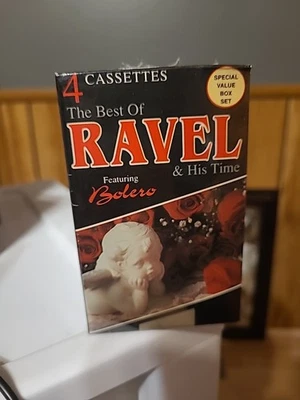 4 CASSETTES
SPECIAL
VALUE
BOX
SET
The Best Of
RAVEL
& His Time
Featuring
Bolero